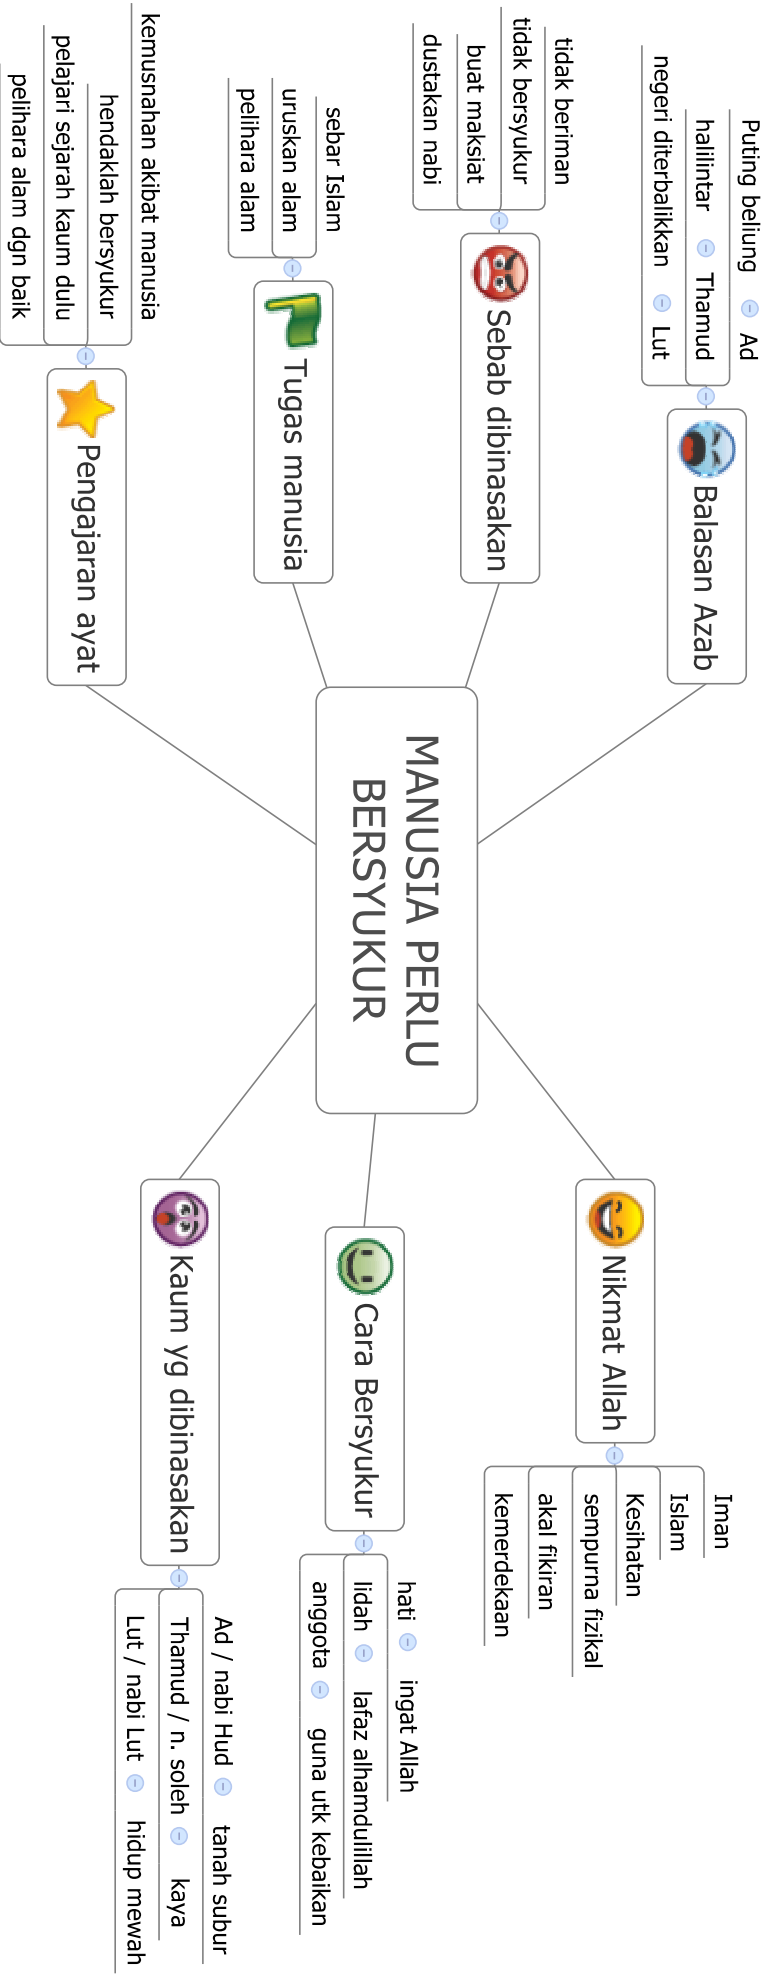 MANUSIA PERLU
BERSYUKUR
Nikmat Allah
Iman
Islam
Kesihatan
sempurna fizikal
akal fikiran
kemerdekaan
Cara Bersyukur
hati
ingat Allah
lidah
lafaz alhamdulillah
anggota
guna utk kebaikan
Kaum yg dibinasakan
Ad / nabi Hud
tanah subur
Thamud / n. soleh
kaya
Lut / nabi Lut
hidup mewah
Balasan Azab
Ad
Puting beliung
Thamud
halilintar
Lut
negeri diterbalikkan
Sebab dibinasakan
tidak beriman
tidak bersyukur
buat maksiat
dustakan nabi
Tugas manusia
sebar Islam
uruskan alam
pelihara alam
Pengajaran ayat
kemusnahan akibat manusia
hendaklah bersyukur
pelajari sejarah kaum dulu
pelihara alam dgn baik